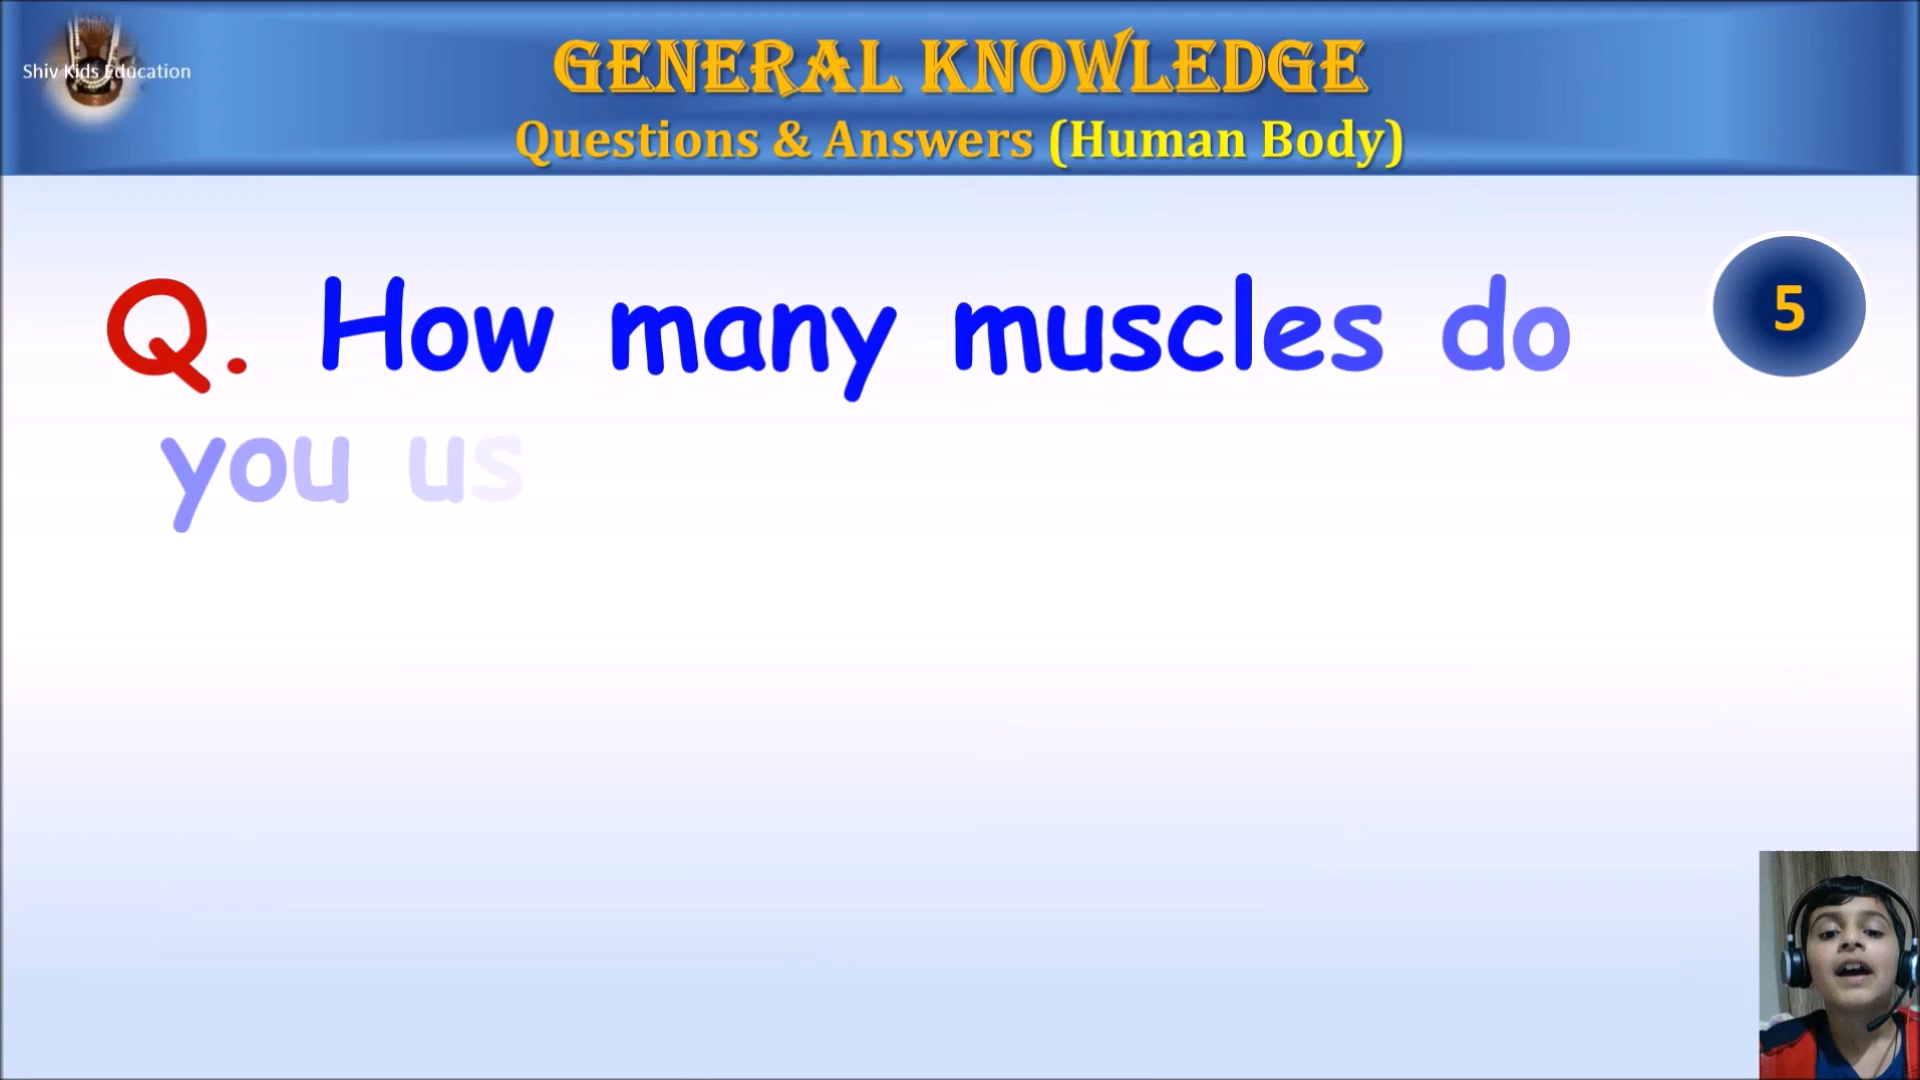 Shiv Kids Education
GENERAL KNOWLEDGE
Questions & Answers (Human Body)
Q. How many muscles do
5
you us